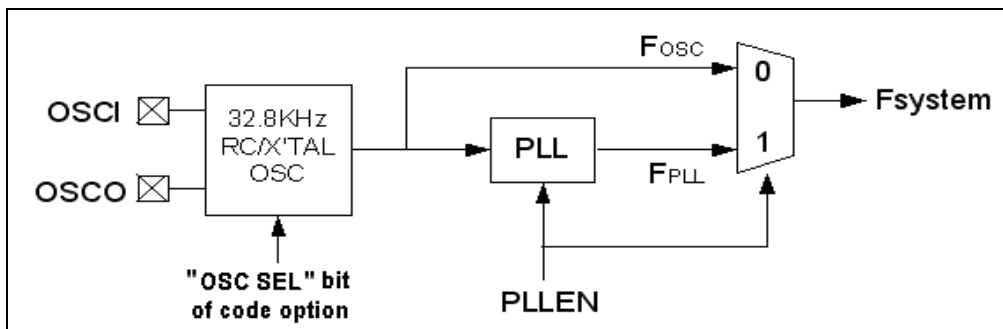 FOSC
0
OSCI
32.8KHz
RC/X'TAL
OSC
Fsystem
PLL
1
OSCO
FPLL
"OSC SEL" bit
of code option
PLLEN